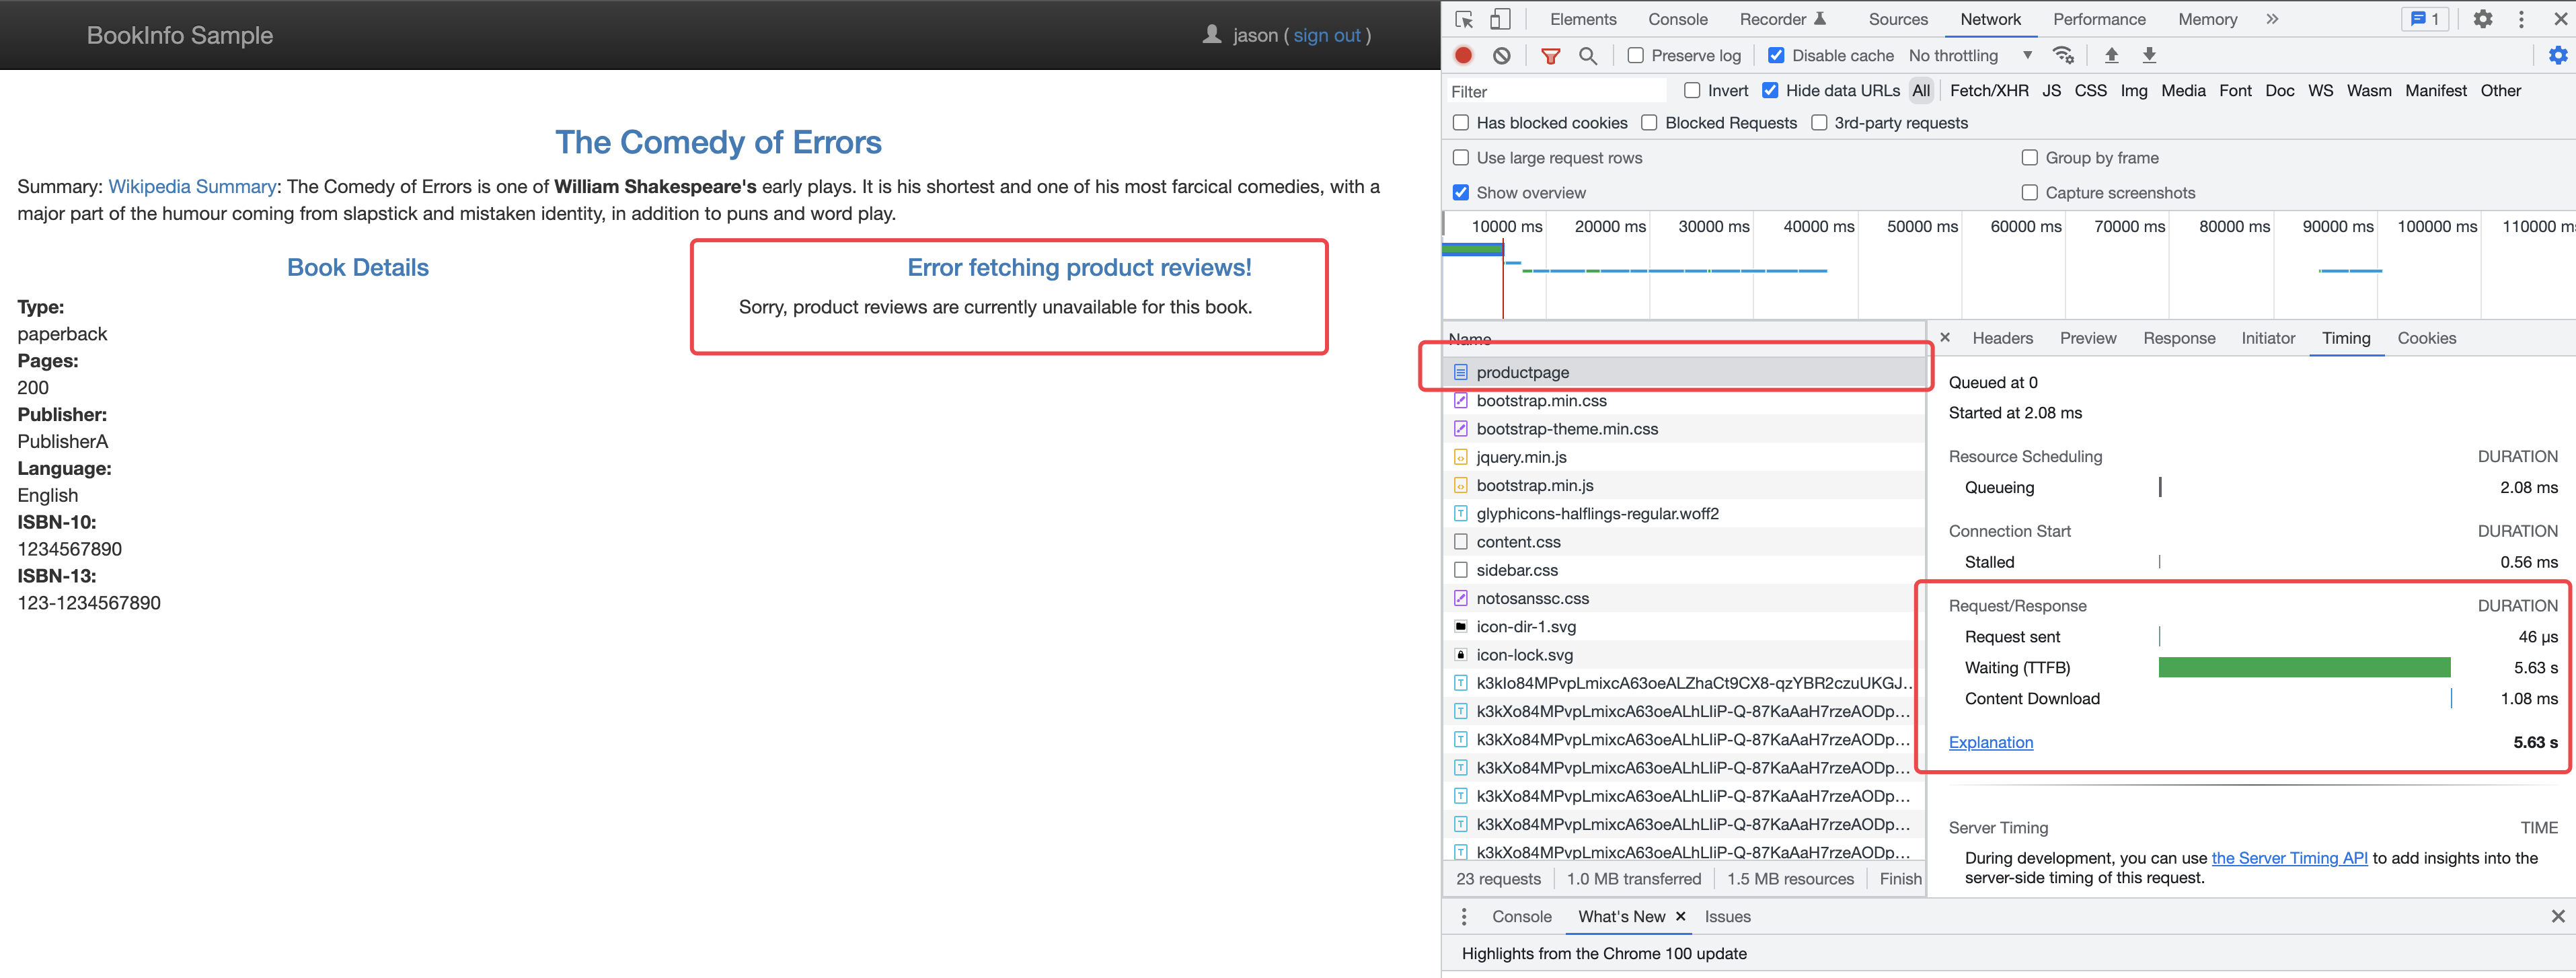 BookInfo Sample
jason ( sign out )
The Comedy of Errors
Summary: Wikipedia Summary: The Comedy of Errors is one of William Shakespeare's early plays. It is his shortest and one of his most farcical comedies, with a
major part of the humour coming from slapstick and mistaken identity, in addition to puns and word play.
Book Details
Type:
paperback
Pages:
200
Publisher:
PublisherA
Language:
English
ISBN-10:
1234567890
ISBN-13:
123-1234567890
Error fetching product reviews!
Sorry, product reviews are currently unavailable for this book.
Elements Console Recorder Sources Network Performance Memory 1
Preserve log Disable cache No throttling
Filter Invert Hide data URLs All Fetch/XHR JS CSS Img Media Font Doc WS Wasm Manifest Other
Has blocked cookies Blocked Requests 3rd-party requests
Use large request rows Group by frame
Show overview Capture screenshots
10000 ms 20000 ms 30000 ms 40000 ms 50000 ms 60000 ms 70000 ms 80000 ms 90000 ms 100000 ms 110000 m
Name
productpage
bootstrap.min.css
bootstrap-theme.min.css
jquery.min.js
bootstrap.min.js
glyphicons-halflings-regular.woff2
content.css
sidebar.css
notosanssc.css
icon-dir-1.svg
icon-lock.svg
k3kIo84MPvpLmixcA63oeALZhaCt9CX8-qzYBR2czuUKGJ...
k3kXo84MPvpLmixcA63oeALhLIiP-Q-87KaAaH7rzeAODp...
k3kXo84MPvpLmixcA63oeALhLIiP-Q-87KaAaH7rzeAODp...
k3kXo84MPvpLmixcA63oeALhLIiP-Q-87KaAaH7rzeAODp...
k3kXo84MPvpLmixcA63oeALhLIiP-Q-87KaAaH7rzeAODp...
k3kXo84MPvpLmixcA63oeALhLIiP-Q-87KaAaH7rzeAODp...
k3kXo84MPvpLmixcA63oeALhLIiP-Q-87KaAaH7rzeAODp...
23 requests 1.0 MB transferred 1.5 MB resources Finish
Headers Preview Response Initiator Timing Cookies
Queued at 0
Started at 2.08 ms
Resource Scheduling DURATION
Queueing 2.08 ms
Connection Start DURATION
Stalled 0.56 ms
Request/Response DURATION
Request sent 46 µs
Waiting (TTFB) 5.63 s
Content Download 1.08 ms
Explanation 5.63 s
Server Timing TIME
During development, you can use the Server Timing API to add insights into the
server-side timing of this request.
Console What's New Issues
Highlights from the Chrome 100 update